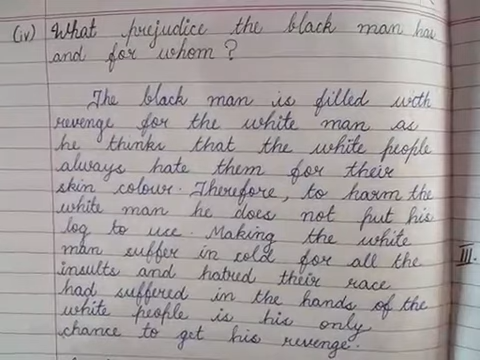 (iv) What prejudice the black man has
and for whom?
The black man is filled with
revenge for the white man as
he thinks that the white people
always hate them for their
skin colour. Therefore, to harm the
white man he does not put his
log to use. Making the white
man suffer in cold for all the
insults and hatred their race
had suffered in the hands of the
white people is his only
chance to get his revenge.
III.